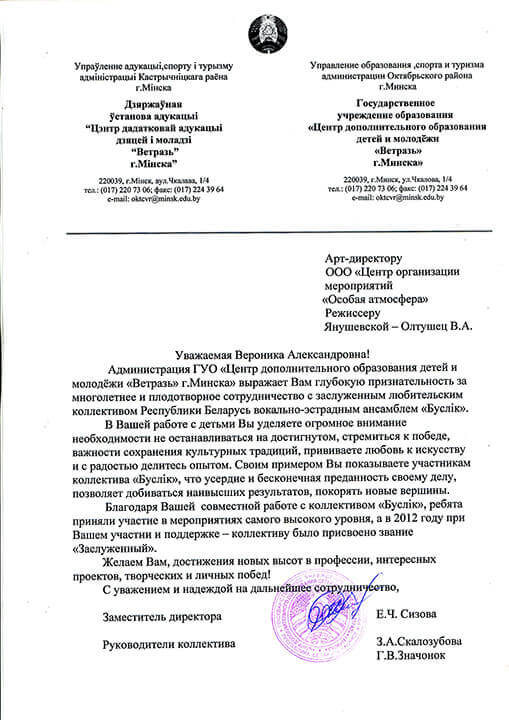 Упраўленне адукацыі,спорту і турызму
адміністрацыі Кастрычніцкага раёна
г.Мінска
Дзяржаўная
ўстанова адукацыі
“Цэнтр дадатковай адукацыі
дзяцей і моладзі
“Ветразь”
г.Мінска”
220039, г.Мінск, вул.Чкалава, 1/4
тел.: (017) 220 73 06; факс: (017) 224 39 64
e-mail: oktcvr@minsk.edu.by
Управление образования ,спорта и туризма
администрации Октябрьского района
г.Минска
Государственное
учреждение образования
«Центр дополнительного образования
детей и молодёжи
«Ветразь»
г.Минска»
220039, г.Минск, ул.Чкалова, 1/4
тел.: (017) 220 73 06; факс: (017) 224 39 64
e-mail: oktcvr@minsk.edu.by
Арт-директору
ООО «Центр организации
мероприятий
«Особая атмосфера»
Режиссеру
Янушевской – Олтушец В.А.
Уважаемая Вероника Александровна!
Администрация ГУО «Центр дополнительного образования детей и
молодёжи «Ветразь» г.Минска» выражает Вам глубокую признательность за
многолетнее и плодотворное сотрудничество с заслуженным любительским
коллективом Республики Беларусь вокально-эстрадным ансамблем «Буслік».
В Вашей работе с детьми Вы уделяете огромное внимание
необходимости не останавливаться на достигнутом, стремиться к победе,
важности сохранения культурных традиций, прививаете любовь к искусству
и с радостью делитесь опытом. Своим примером Вы показываете участникам
коллектива «Буслік», что усердие и бесконечная преданность своему делу,
позволяет добиваться наивысших результатов, покорять новые вершины.
Благодаря Вашей совместной работе с коллективом «Буслік», ребята
приняли участие в мероприятиях самого высокого уровня, а в 2012 году при
Вашем участии и поддержке – коллективу было присвоено звание
«Заслуженный».
Желаем Вам, достижения новых высот в профессии, интересных
проектов, творческих и личных побед!
С уважением и надеждой на дальнейшее сотрудничество,
Заместитель директора Е.Ч. Сизова
Руководители коллектива З.А.Скалозубова
Г.В.Значонок